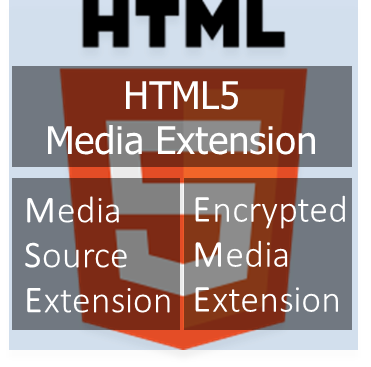 HTML
HTML5
Media Extension
Media
Source
Extension
Encrypted
Media
Extension